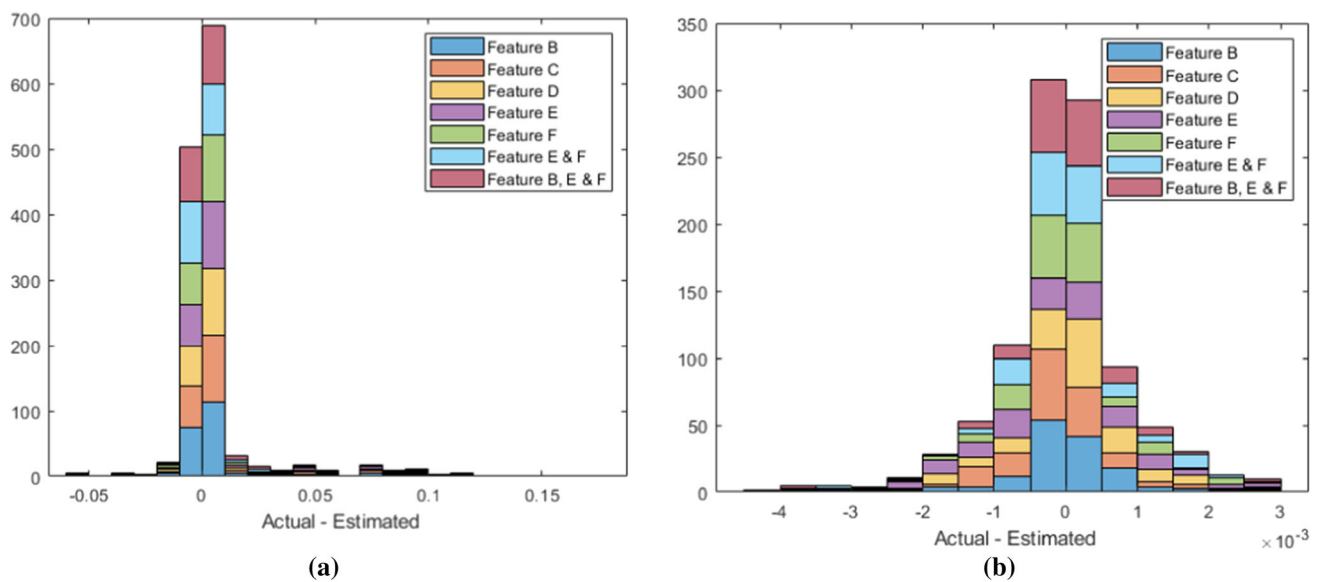 700
600
500
400
300
200
100
0
-0.05 0 0.05 0.1 0.15
Actual - Estimated
Feature B
Feature C
Feature D
Feature E
Feature F
Feature E & F
Feature B, E & F
(a)
350
300
250
200
150
100
50
0
-4 -3 -2 -1 0 1 2 3
× 10⁻³
Actual - Estimated
Feature B
Feature C
Feature D
Feature E
Feature F
Feature E & F
Feature B, E & F
(b)